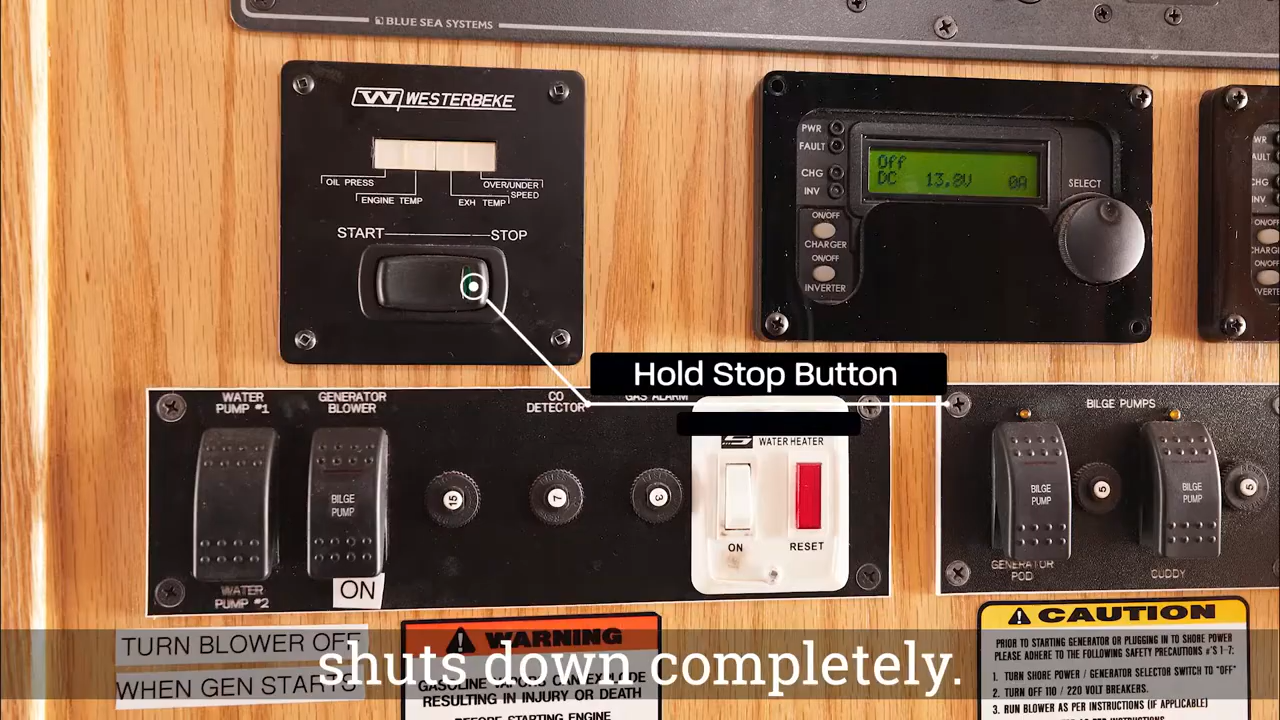 BLUE SEA SYSTEMS
WESTERBEKE
OIL PRESS
ENGINE TEMP
EXH TEMP
OVER/UNDER
SPEED
START
STOP
PWR
FAULT
CHG
INV
ON/OFF
CHARGER
ON/OFF
INVERTER
Off
DC 13.8V 0A
SELECT
Hold Stop Button
WATER
PUMP #1
GENERATOR
BLOWER
CO
DETECTOR
GAS ALARM
WATER HEATER
BILGE PUMPS
BILGE
PUMP
15
7
3
ON
RESET
BILGE
PUMP
5
BILGE
PUMP
5
WATER
PUMP #2
ON
GENERATOR
POD
CUDDY
TURN BLOWER OFF
WHEN GEN STARTS
WARNING
RESULTING IN INJURY OR DEATH
BEFORE STARTING ENGINE
shuts down completely.
CAUTION
PRIOR TO STARTING GENERATOR OR PLUGGING IN TO SHORE POWER
PLEASE ADHERE TO THE FOLLOWING SAFETY PRECAUTIONS #'S 1-7:
1. TURN SHORE POWER / GENERATOR SELECTOR SWITCH TO "OFF"
2. TURN OFF 110 / 220 VOLT BREAKERS.
3. RUN BLOWER AS PER INSTRUCTIONS (IF APPLICABLE)